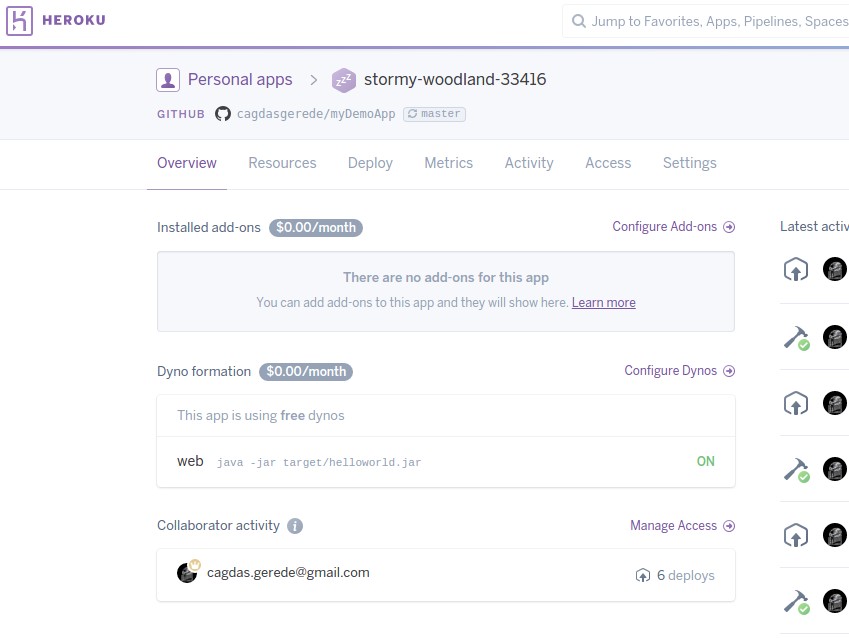 HEROKU
Jump to Favorites, Apps, Pipelines, Spaces
Personal apps > stormy-woodland-33416
GITHUB cagdasgerede/myDemoApp master
Overview Resources Deploy Metrics Activity Access Settings
Installed add-ons $0.00/month Configure Add-ons
Latest activ
There are no add-ons for this app
You can add add-ons to this app and they will show here. Learn more
Dyno formation $0.00/month Configure Dynos
This app is using free dynos
web java -jar target/helloworld.jar ON
Collaborator activity i Manage Access
cagdas.gerede@gmail.com 6 deploys